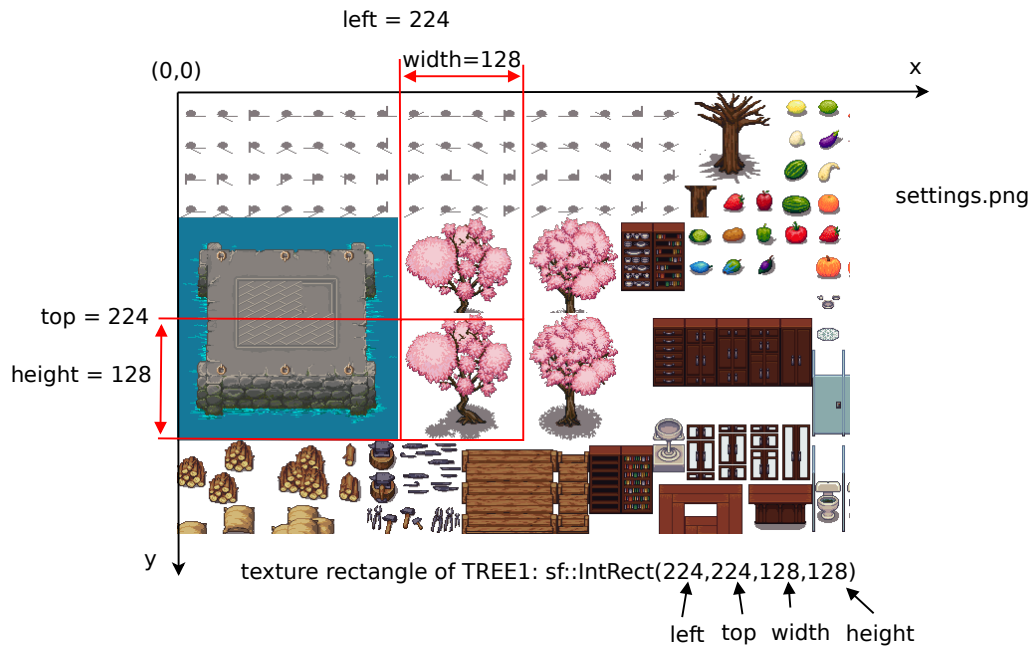 left = 224
width=128
x
(0,0)
settings.png
top = 224
height = 128
y
texture rectangle of TREE1: sf::IntRect(224,224,128,128)
left
top
width
height